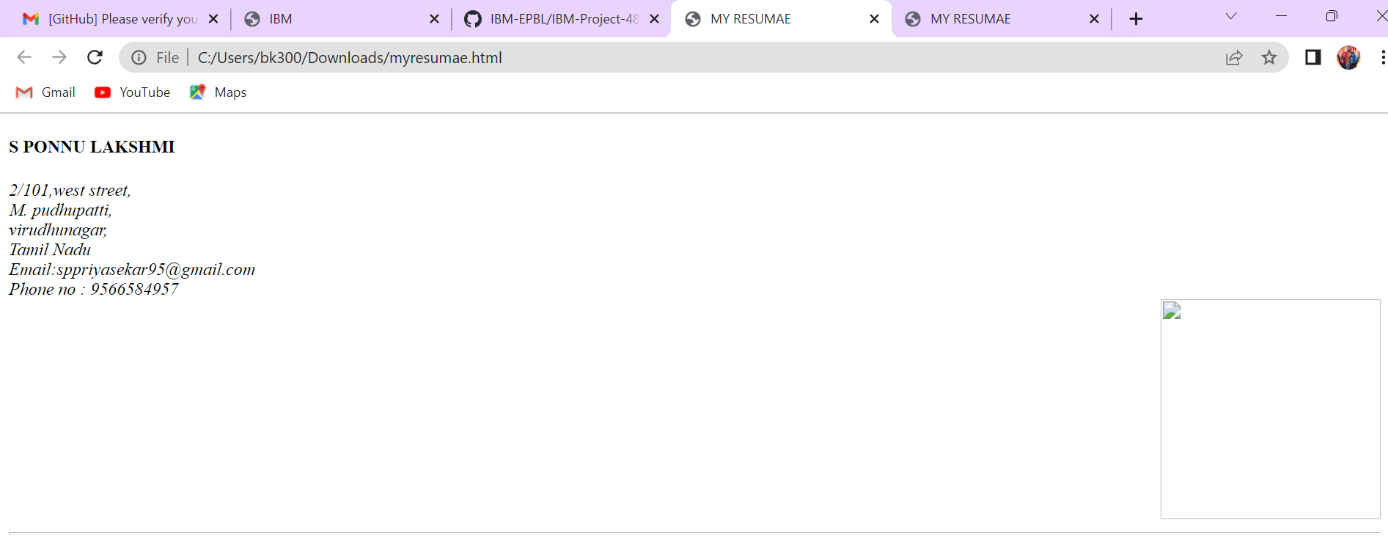 [GitHub] Please verify you
IBM
IBM-EPBL/IBM-Project-48
MY RESUMAE
MY RESUMAE
File
C:/Users/bk300/Downloads/myresumae.html
Gmail
YouTube
Maps
S PONNU LAKSHMI
2/101,west street,
M. pudhupatti,
virudhunagar,
Tamil Nadu
Email:sppriyasekar95@gmail.com
Phone no : 9566584957